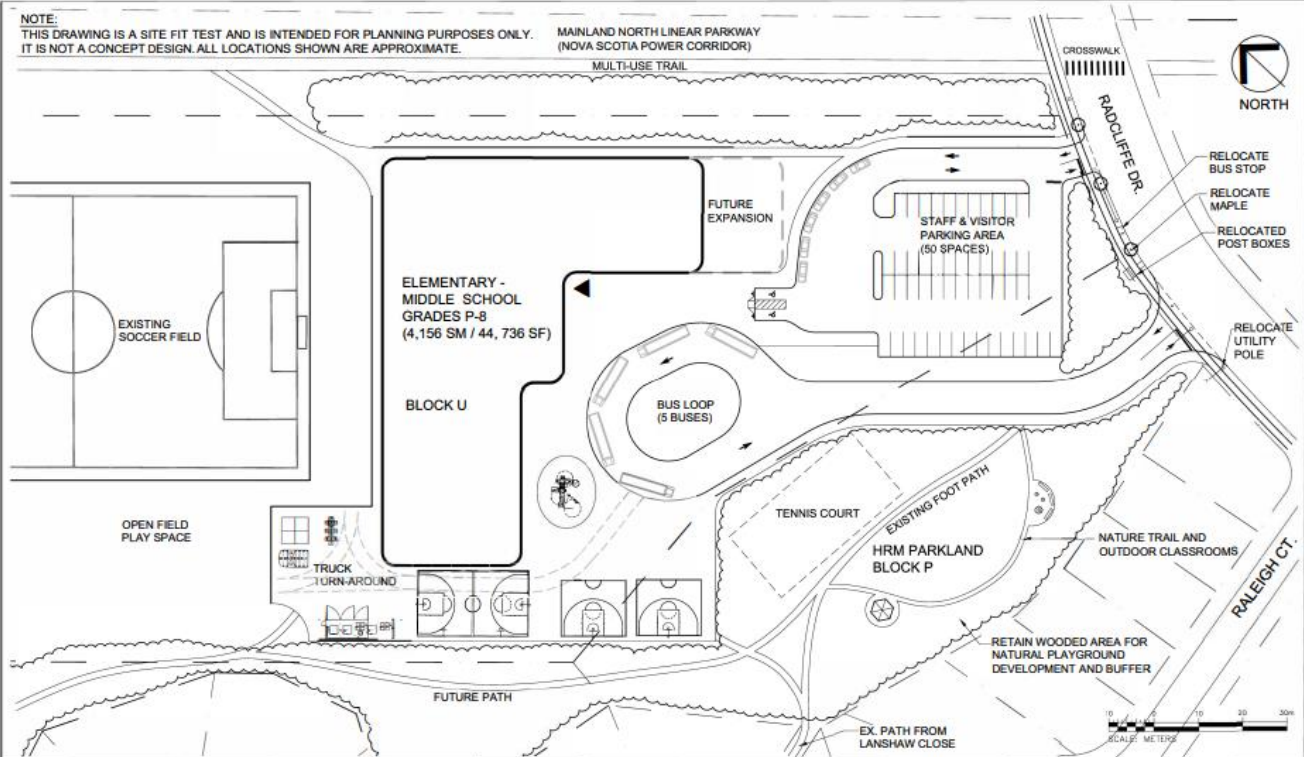 NOTE:
THIS DRAWING IS A SITE FIT TEST AND IS INTENDED FOR PLANNING PURPOSES ONLY.
IT IS NOT A CONCEPT DESIGN. ALL LOCATIONS SHOWN ARE APPROXIMATE.
MAINLAND NORTH LINEAR PARKWAY
(NOVA SCOTIA POWER CORRIDOR)
MULTI-USE TRAIL
CROSSWALK
NORTH
RADCLIFFE DR.
RELOCATE
BUS STOP
RELOCATE
MAPLE
RELOCATED
POST BOXES
FUTURE
EXPANSION
STAFF & VISITOR
PARKING AREA
(50 SPACES)
ELEMENTARY -
MIDDLE SCHOOL
GRADES P-8
(4,156 SM / 44, 736 SF)
EXISTING
SOCCER FIELD
RELOCATE
UTILITY
POLE
BLOCK U
BUS LOOP
(5 BUSES)
OPEN FIELD
PLAY SPACE
TENNIS COURT
EXISTING FOOT PATH
HRM PARKLAND
BLOCK P
NATURE TRAIL AND
OUTDOOR CLASSROOMS
TRUCK
TURN-AROUND
RALEIGH CT.
RETAIN WOODED AREA FOR
NATURAL PLAYGROUND
DEVELOPMENT AND BUFFER
FUTURE PATH
EX. PATH FROM
LANSHAW CLOSE
10 0 10 20 30m
SCALE: METERS